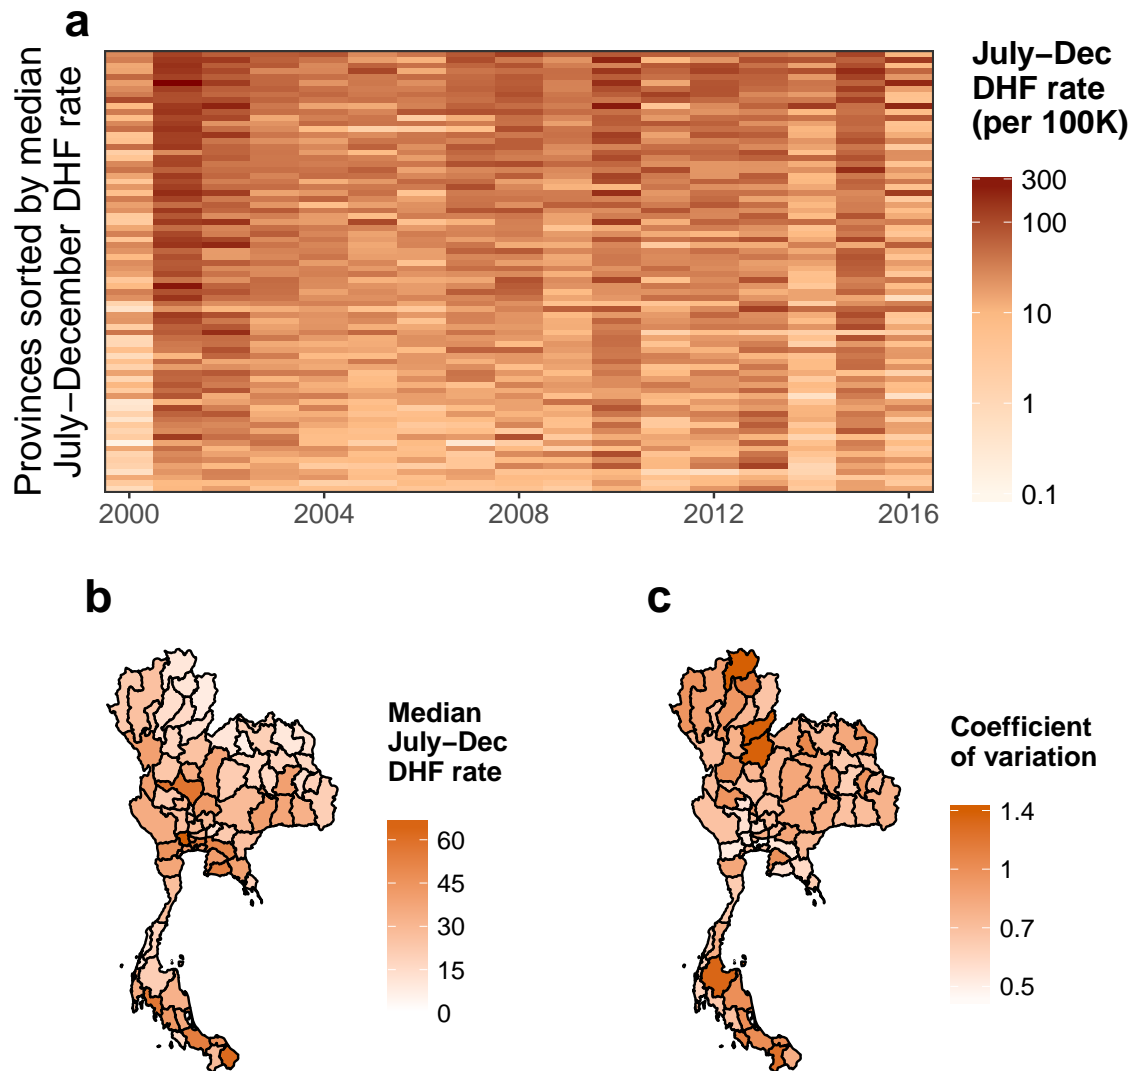 a
Provinces sorted by median
July−December DHF rate
2000
2004
2008
2012
2016
July−Dec
DHF rate
(per 100K)
300
100
10
1
0.1
b
Median
July−Dec
DHF rate
60
45
30
15
0
c
Coefficient
of variation
1.4
1
0.7
0.5